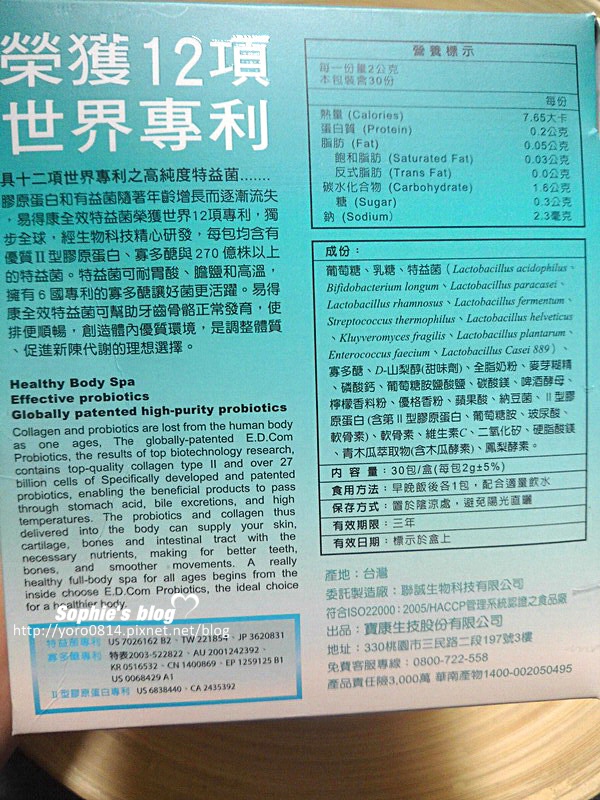 榮獲12項
世界專利
具十二項世界專利之高純度特益菌.......
膠原蛋白和有益菌隨著年齡增長而逐漸流失
，易得康全效特益菌榮獲世界12項專利，獨
步全球，經生物科技精心研發，每包均含有
優質Ⅱ型膠原蛋白、寡多醣與270億株以上
的特益菌。特益菌可耐胃酸、膽鹽和高溫，
擁有6國專利的寡多醣讓好菌更活躍。易得
康全效特益菌可幫助牙齒骨骼正常發育，使
排便順暢，創造體內優質環境，是調整體質
、促進新陳代謝的理想選擇。
Healthy Body Spa
Effective probiotics
Globally patented high-purity probiotics
Collagen and probiotics are lost from the human body
as one ages, The globally-patented E.D.Com
Probiotics, the results of top biotechnology research,
contains top-quality collagen type II and over 27
billion cells of Specifically developed and patented
probiotics, enabling the beneficial products to pass
through stomach acid, bile excretions, and high
temperatures. The probiotics and collagen thus
delivered into the body can supply your skin,
cartilage, bones and intestinal tract with the
necessary nutrients, making for better teeth,
bones, and smoother movements. A really
healthy full-body spa for all ages begins from the
inside choose E.D.Com Probiotics, the ideal choice
for a healthier body.
Sophie's blog
http://yoro0814.pixnet.net/blog
特益菌專利 US 7026162 B2、TW 221854、JP 3620831
寡多醣專利 特表2003-522822、AU 2001242392、
KR 0516532、CN 1400869、EP 1259125 B1
US 0068429 A1
Ⅱ型膠原蛋白專利 US 6838440、CA 2435392
營養標示
每一份量2公克
本包裝含30份
每份
熱量 (Calories) 7.65大卡
蛋白質 (Protein) 0.2公克
脂肪 (Fat) 0.05公克
飽和脂肪 (Saturated Fat) 0.03公克
反式脂肪 (Trans Fat) 0.0公克
碳水化合物 (Carbohydrate) 1.6公克
糖 (Sugar) 0.3公克
鈉 (Sodium) 2.3毫克
成份：
葡萄糖、乳糖、特益菌（Lactobacillus acidophilus、
Bifidobacterium longum、Lactobacillus paracasei、
Lactobacillus rhamnosus、Lactobacillus fermentum、
Streptococcus thermophilus、Lactobacillus helveticus
、Kluyveromyces fragilis、Lactobacillus plantarum、
Enterococcus faecium、Lactobacillus Casei 889）、
寡多醣、D-山梨醇(甜味劑)、全脂奶粉、麥芽糊精
、磷酸鈣、葡萄糖胺鹽酸鹽、碳酸鎂、啤酒酵母、
檸檬香料粉、優格香粉、蘋果酸、納豆菌、Ⅱ型膠
原蛋白(含第Ⅱ型膠原蛋白、葡萄糖胺、玻尿酸、
軟骨素)、軟骨素、維生素C、二氧化矽、硬脂酸鎂
、青木瓜萃取物(含木瓜酵素)、鳳梨酵素。
內 容 量：30包/盒(每包2g±5%)
食用方法：早晚飯後各1包，配合適量飲水
保存方式：置於陰涼處，避免陽光直曬
有效期限：三年
有效日期：標示於盒上
產地：台灣
委託製造廠：聯誠生物科技有限公司
符合ISO22000：2005/HACCP管理系統認證之食品廠
出品：寶康生技股份有限公司
地址：330桃園市三民路二段197號3樓
免費客服專線：0800-722-558
產品責任險3,000萬 華南產物1400-002050495